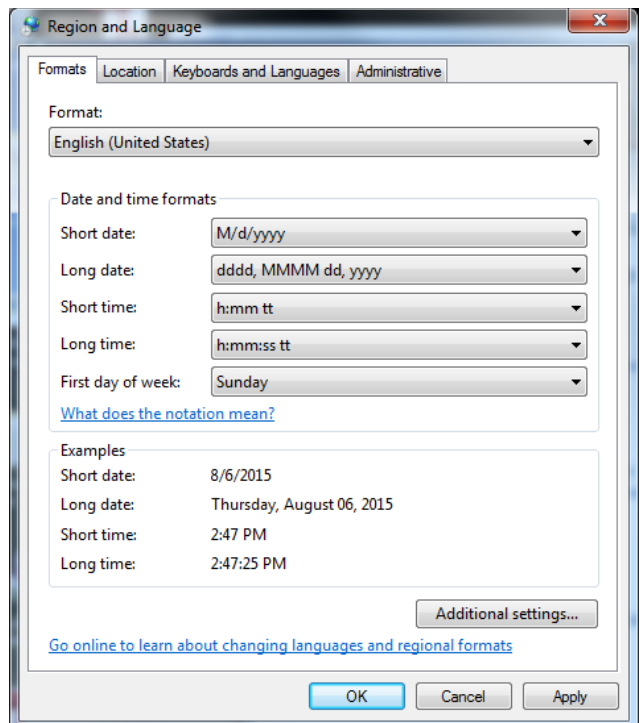 Region and Language
Formats Location Keyboards and Languages Administrative
Format:
English (United States)
Date and time formats
Short date: M/d/yyyy
Long date: dddd, MMMM dd, yyyy
Short time: h:mm tt
Long time: h:mm:ss tt
First day of week: Sunday
What does the notation mean?
Examples
Short date: 8/6/2015
Long date: Thursday, August 06, 2015
Short time: 2:47 PM
Long time: 2:47:25 PM
Additional settings...
Go online to learn about changing languages and regional formats
OK Cancel Apply